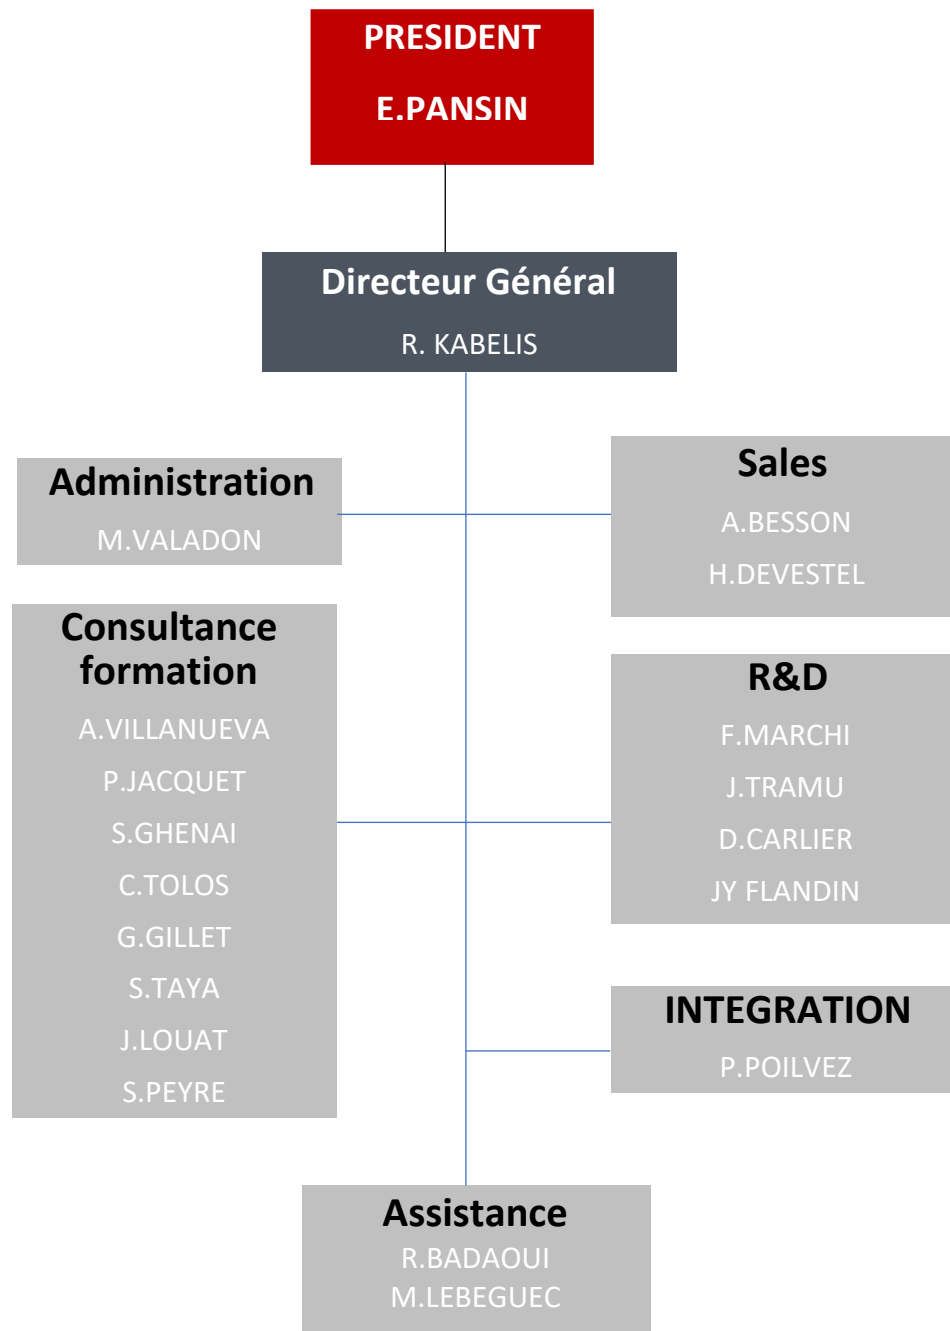 PRESIDENT
E.PANSIN
Directeur Général
R. KABELIS
Administration
M.VALADON
Sales
A.BESSON
H.DEVESTEL
Consultance
formation
A.VILLANUEVA
P.JACQUET
S.GHENAI
C.TOLOS
G.GILLET
S.TAYA
J.LOUAT
S.PEYRE
R&D
F.MARCHI
J.TRAMU
D.CARLIER
JY FLANDIN
INTEGRATION
P.POILVEZ
Assistance
R.BADAOUI
M.LEBEGUEC